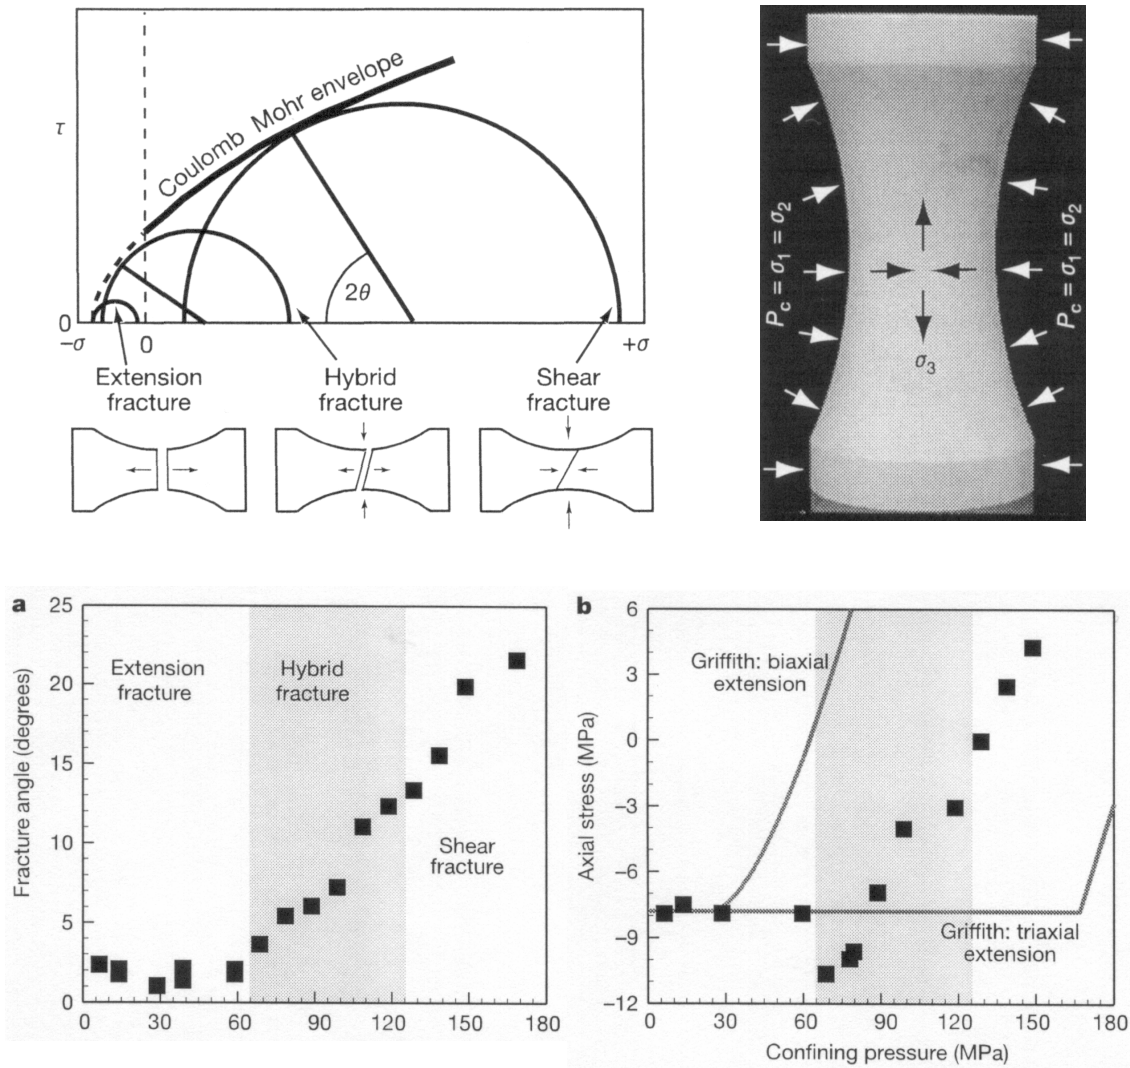 Coulomb Mohr envelope
τ
2θ
0
−σ
0
+σ
Extension
fracture
Hybrid
fracture
Shear
fracture
Pc = σ1 = σ2
σ3
Pc = σ1 = σ2
a
Fracture angle (degrees)
25
20
15
10
5
0
Extension
fracture
Hybrid
fracture
Shear
fracture
0
30
60
90
120
150
180
b
Axial stress (MPa)
6
3
0
−3
−6
−9
−12
Griffith: biaxial
extension
Griffith: triaxial
extension
0
30
60
90
120
150
180
Confining pressure (MPa)